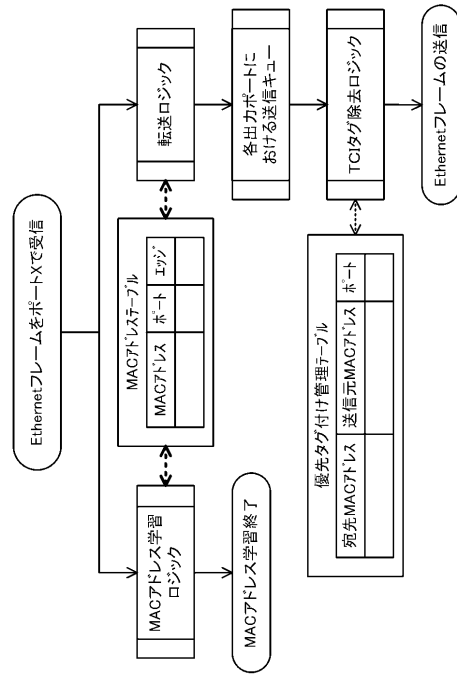 EthernetフレームをポートXで受信
MACアドレス学習
ロジック
MACアドレス学習終了
MACアドレステーブル
MACアドレス ポート エッジ
転送ロジック
各出力ポートに
おける送信キュー
優先タグ付け管理テーブル
宛先MACアドレス 送信元MACアドレス ポート
TCIタグ除去ロジック
Ethernetフレームの送信